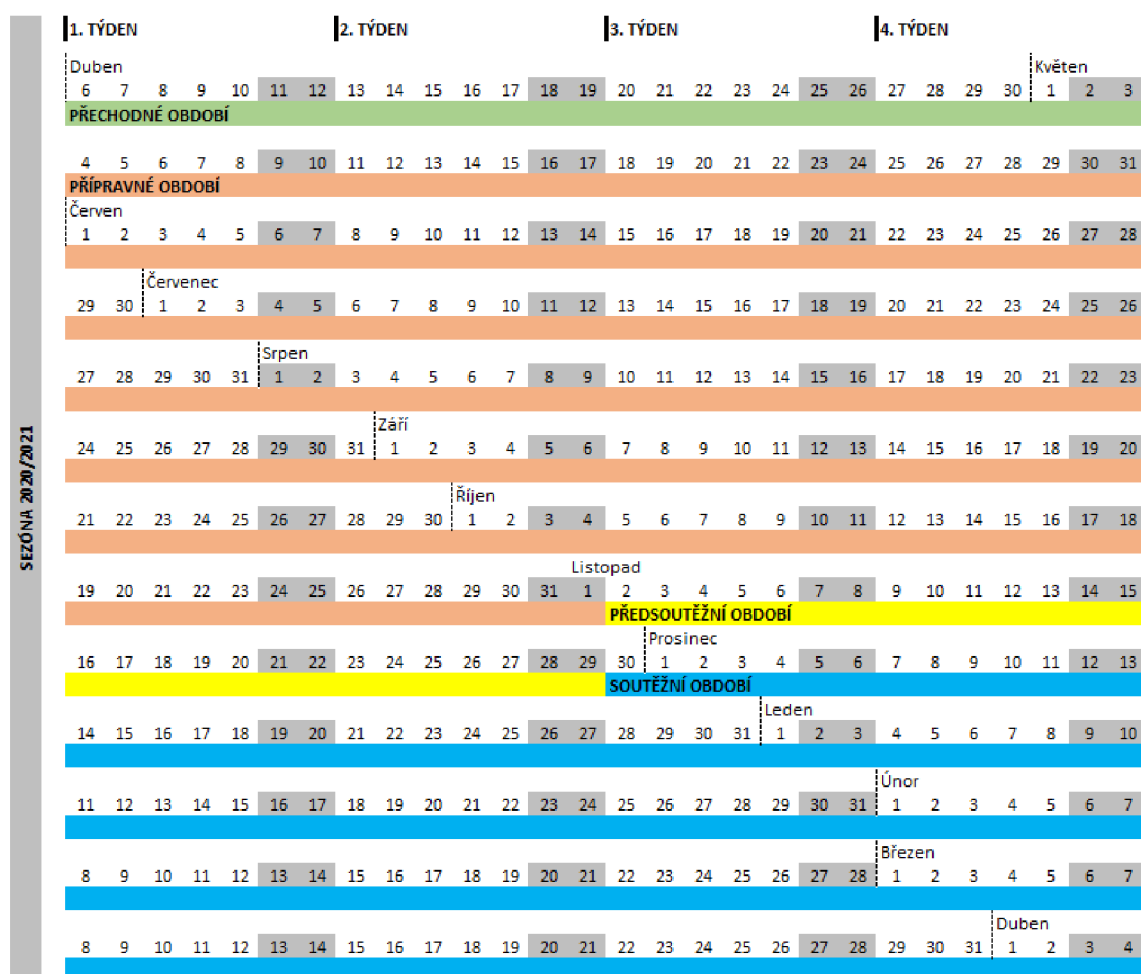 SEZÓNA 2020/2021
1. TÝDEN 2. TÝDEN 3. TÝDEN 4. TÝDEN
Duben Květen
6 7 8 9 10 11 12 13 14 15 16 17 18 19 20 21 22 23 24 25 26 27 28 29 30 1 2 3
PŘECHODNÉ OBDOBÍ
4 5 6 7 8 9 10 11 12 13 14 15 16 17 18 19 20 21 22 23 24 25 26 27 28 29 30 31
PŘÍPRAVNÉ OBDOBÍ
Červen
1 2 3 4 5 6 7 8 9 10 11 12 13 14 15 16 17 18 19 20 21 22 23 24 25 26 27 28
Červenec
29 30 1 2 3 4 5 6 7 8 9 10 11 12 13 14 15 16 17 18 19 20 21 22 23 24 25 26
Srpen
27 28 29 30 31 1 2 3 4 5 6 7 8 9 10 11 12 13 14 15 16 17 18 19 20 21 22 23
Září
24 25 26 27 28 29 30 31 1 2 3 4 5 6 7 8 9 10 11 12 13 14 15 16 17 18 19 20
Říjen
21 22 23 24 25 26 27 28 29 30 1 2 3 4 5 6 7 8 9 10 11 12 13 14 15 16 17 18
Listopad
19 20 21 22 23 24 25 26 27 28 29 30 31 1 2 3 4 5 6 7 8 9 10 11 12 13 14 15
PŘEDSOUTĚŽNÍ OBDOBÍ
Prosinec
16 17 18 19 20 21 22 23 24 25 26 27 28 29 30 1 2 3 4 5 6 7 8 9 10 11 12 13
SOUTĚŽNÍ OBDOBÍ
Leden
14 15 16 17 18 19 20 21 22 23 24 25 26 27 28 29 30 31 1 2 3 4 5 6 7 8 9 10
Únor
11 12 13 14 15 16 17 18 19 20 21 22 23 24 25 26 27 28 29 30 31 1 2 3 4 5 6 7
Březen
8 9 10 11 12 13 14 15 16 17 18 19 20 21 22 23 24 25 26 27 28 1 2 3 4 5 6 7
Duben
8 9 10 11 12 13 14 15 16 17 18 19 20 21 22 23 24 25 26 27 28 29 30 31 1 2 3 4